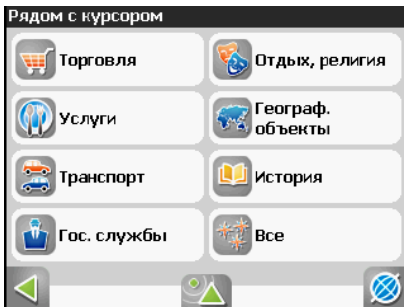 Рядом с курсором
Торговля
Отдых, религия
Услуги
Географ.
объекты
Транспорт
История
Гос. службы
Все